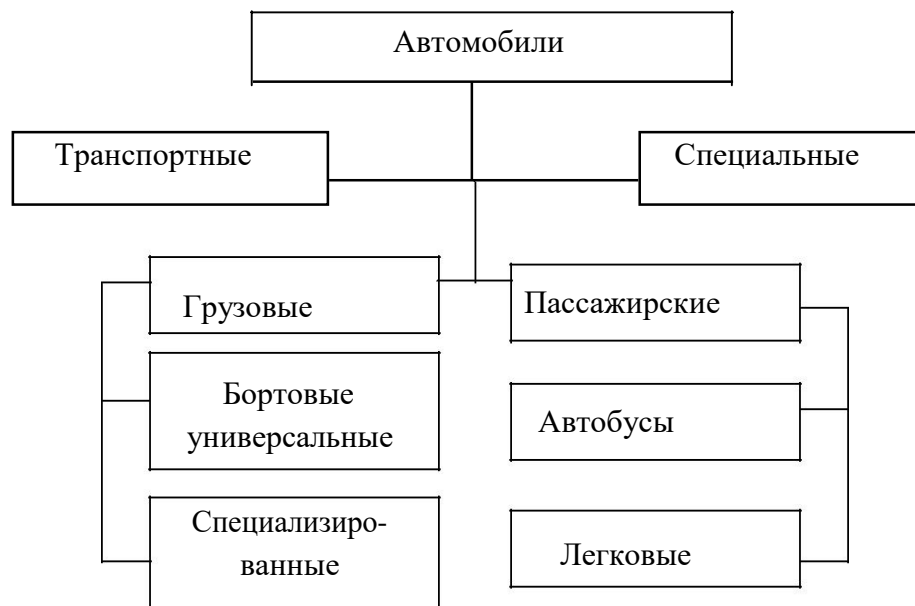 Автомобили
Транспортные
Специальные
Грузовые
Пассажирские
Бортовые
универсальные
Автобусы
Специализиро-
ванные
Легковые